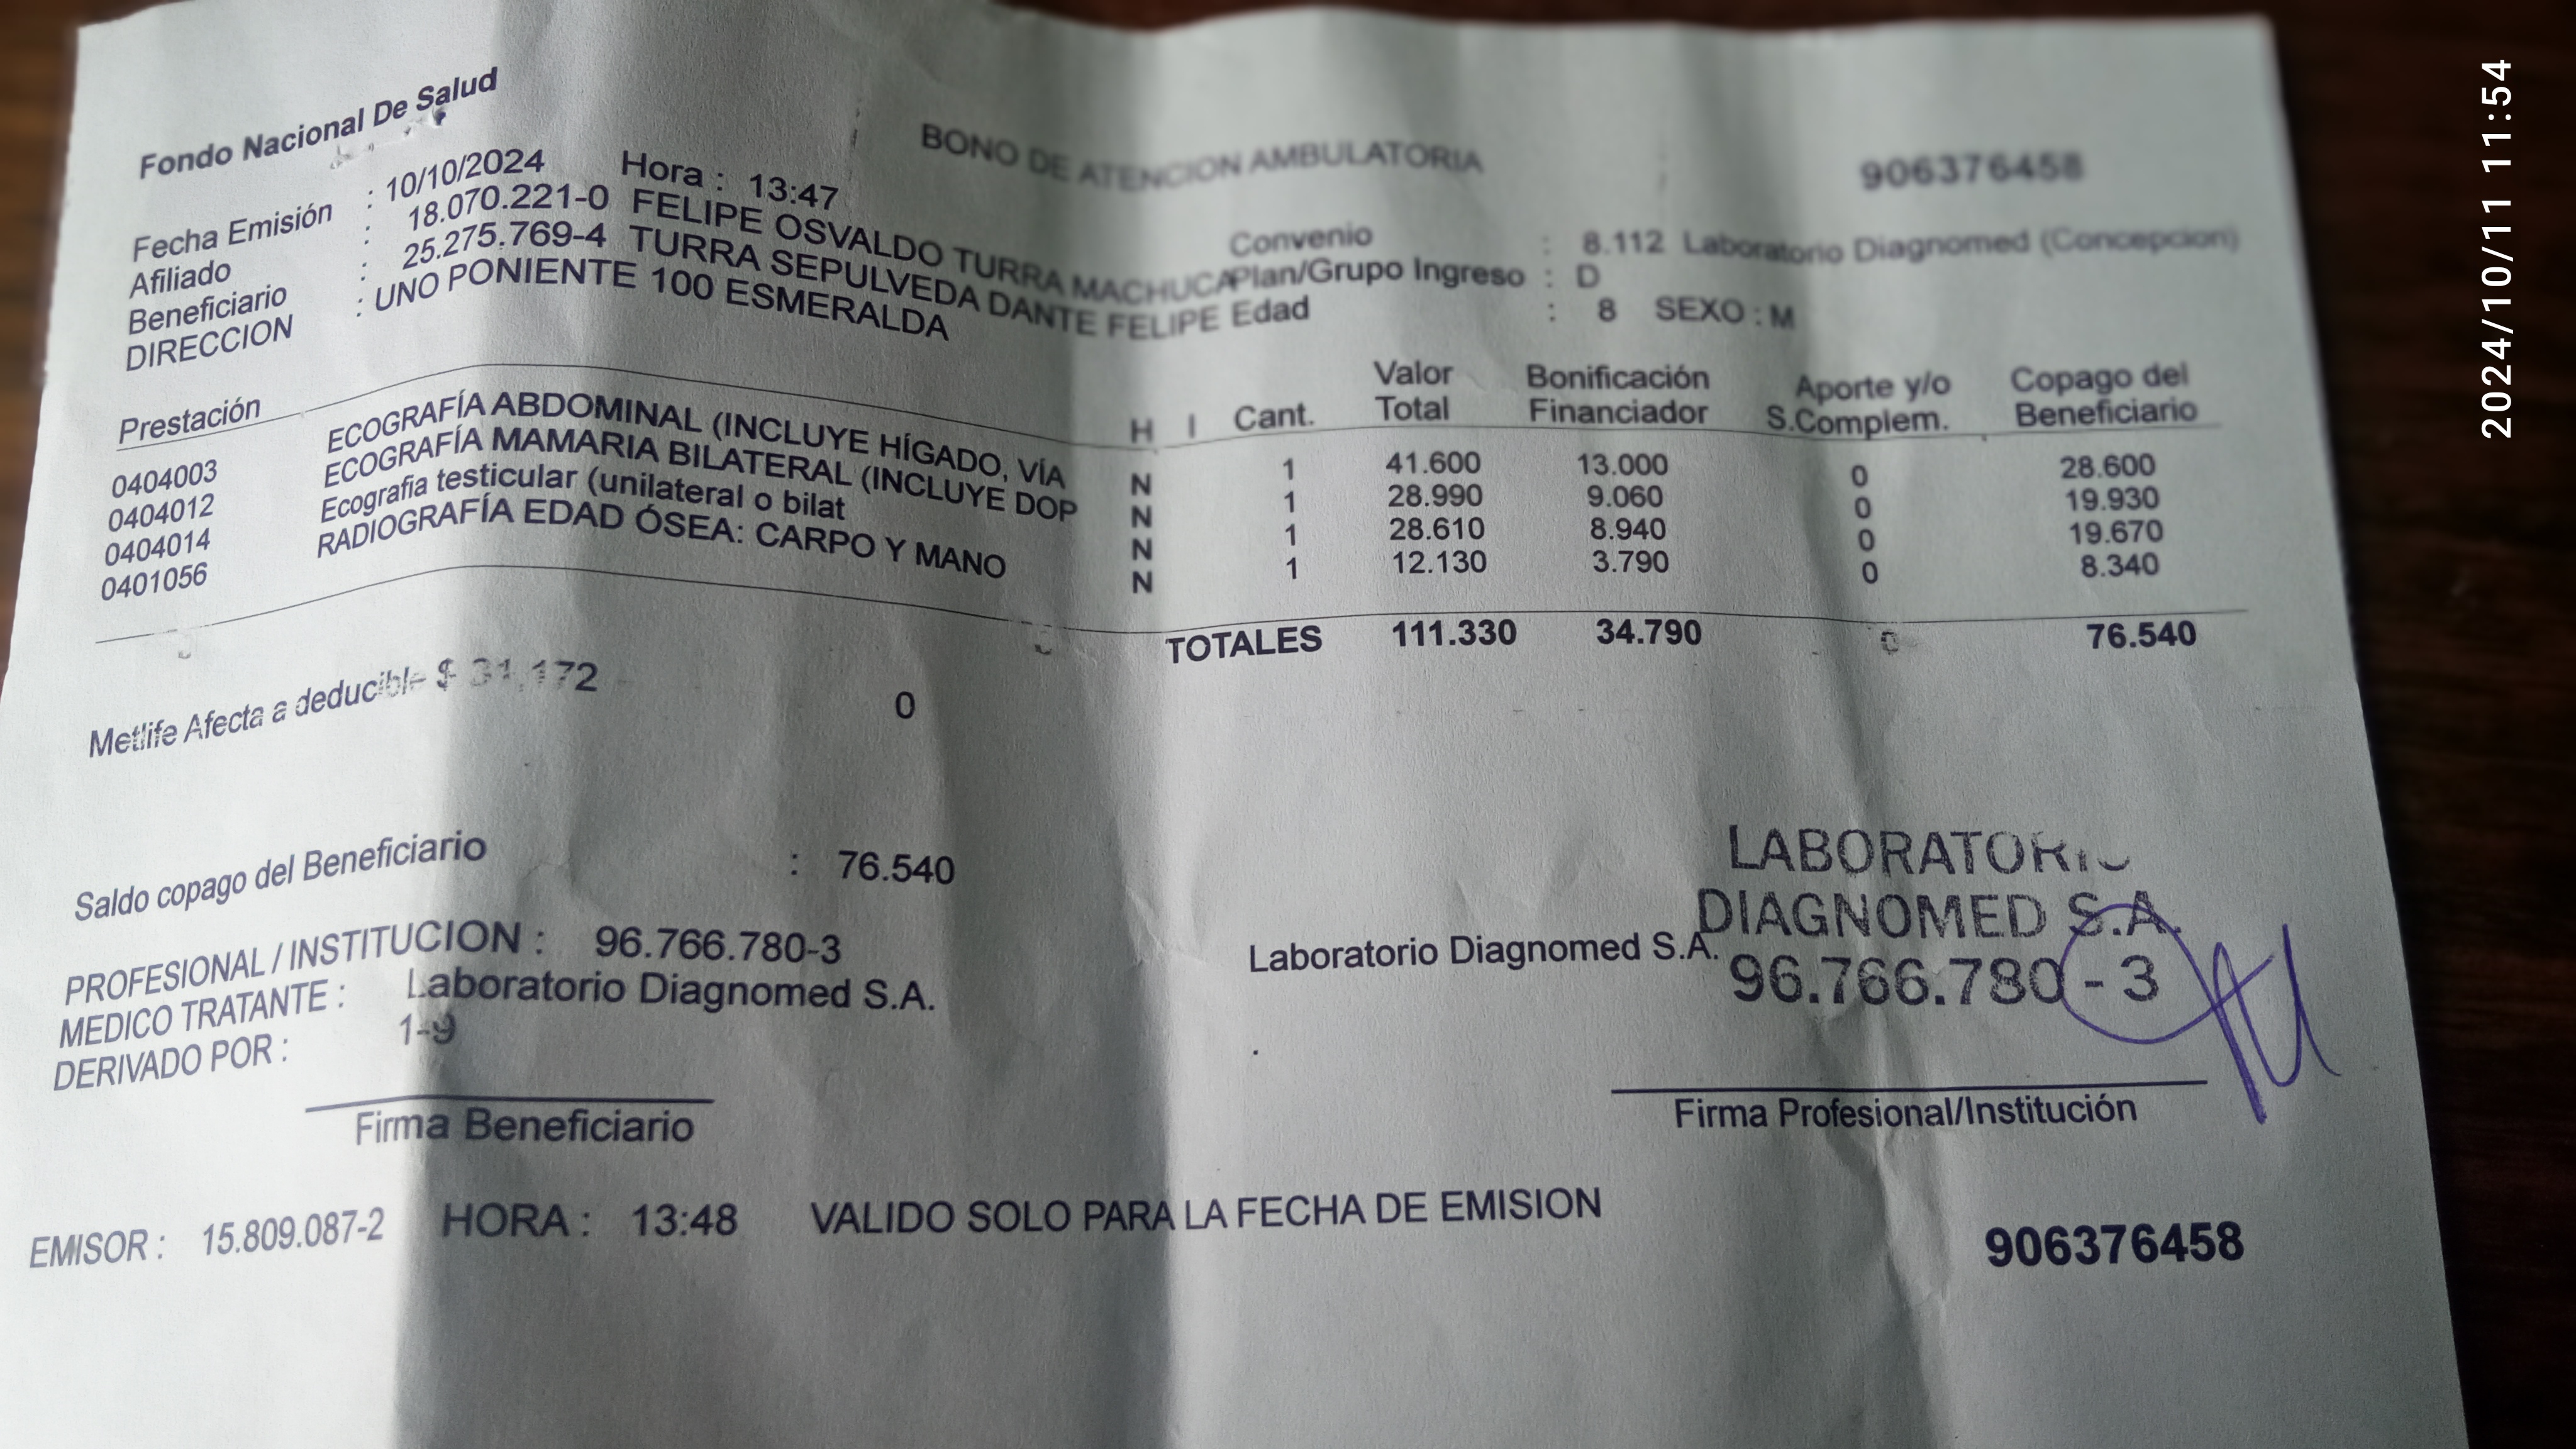 Fondo Nacional De Salud
BONO DE ATENCION AMBULATORIA
906376458
Fecha Emisión : 10/10/2024 Hora : 13:47
Afiliado : 18.070.221-0 FELIPE OSVALDO TURRA MACHUCA
Beneficiario : 25.275.769-4 TURRA SEPULVEDA DANTE FELIPE
DIRECCION : UNO PONIENTE 100 ESMERALDA
Convenio : 8.112 Laboratorio Diagnomed (Concepcion)
Plan/Grupo Ingreso : D
Edad : 8 SEXO : M
Prestación H I Cant. Valor Total Bonificación Financiador Aporte y/o S.Complem. Copago del Beneficiario
0404003 ECOGRAFÍA ABDOMINAL (INCLUYE HÍGADO, VÍA N 1 41.600 13.000 0 28.600
0404012 ECOGRAFÍA MAMARIA BILATERAL (INCLUYE DOP N 1 28.990 9.060 0 19.930
0404014 Ecografia testicular (unilateral o bilat N 1 28.610 8.940 0 19.670
0401056 RADIOGRAFÍA EDAD ÓSEA: CARPO Y MANO N 1 12.130 3.790 0 8.340
TOTALES 111.330 34.790 0 76.540
Metlife Afecta a deducible $ 31,172 0
Saldo copago del Beneficiario : 76.540
PROFESIONAL / INSTITUCION : 96.766.780-3
MEDICO TRATANTE : Laboratorio Diagnomed S.A.
DERIVADO POR : 1-9
Laboratorio Diagnomed S.A.
LABORATORIO
DIAGNOMED S.A.
96.766.780-3
Firma Beneficiario
Firma Profesional/Institución
EMISOR : 15.809.087-2 HORA : 13:48 VALIDO SOLO PARA LA FECHA DE EMISION
906376458
2024/10/11 11:54